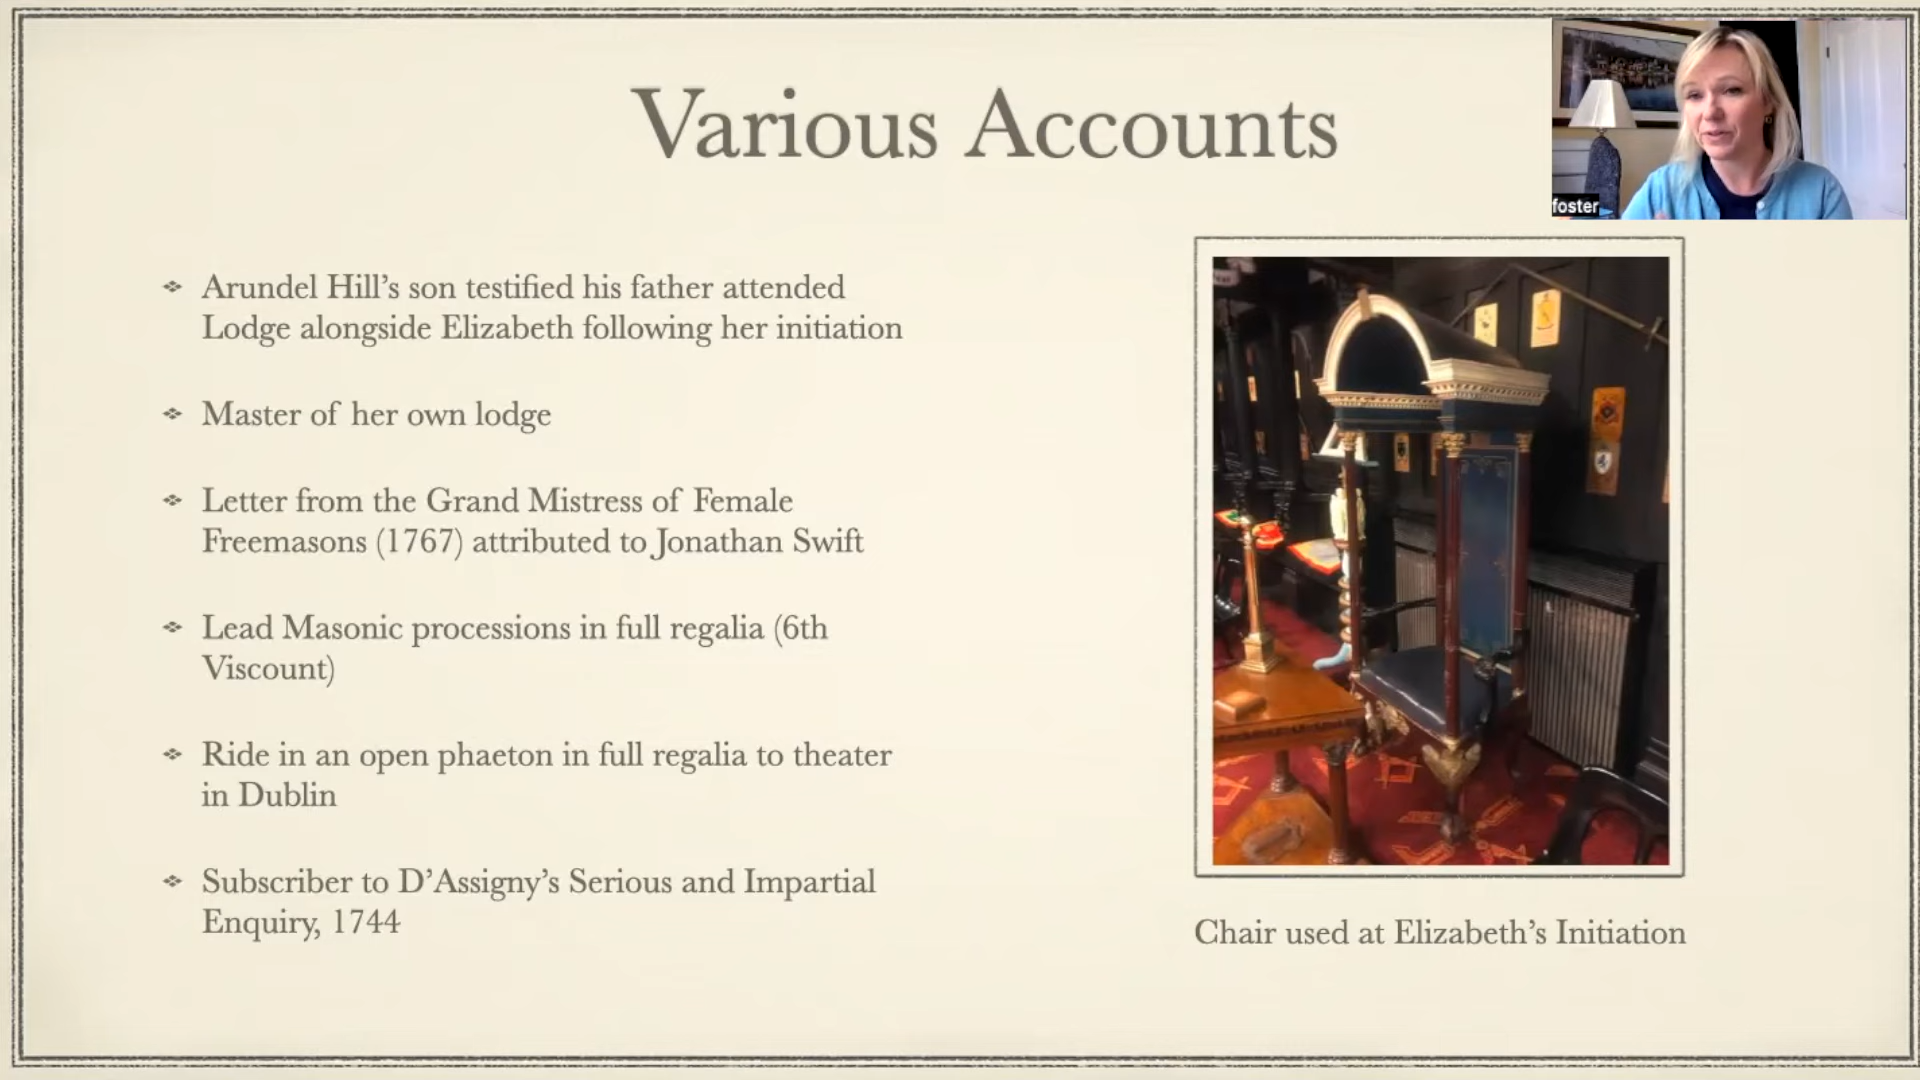 Various Accounts
foster
Arundel Hill’s son testified his father attended
Lodge alongside Elizabeth following her initiation
Master of her own lodge
Letter from the Grand Mistress of Female
Freemasons (1767) attributed to Jonathan Swift
Lead Masonic processions in full regalia (6th
Viscount)
Ride in an open phaeton in full regalia to theater
in Dublin
Subscriber to D’Assigny’s Serious and Impartial
Enquiry, 1744
Chair used at Elizabeth’s Initiation